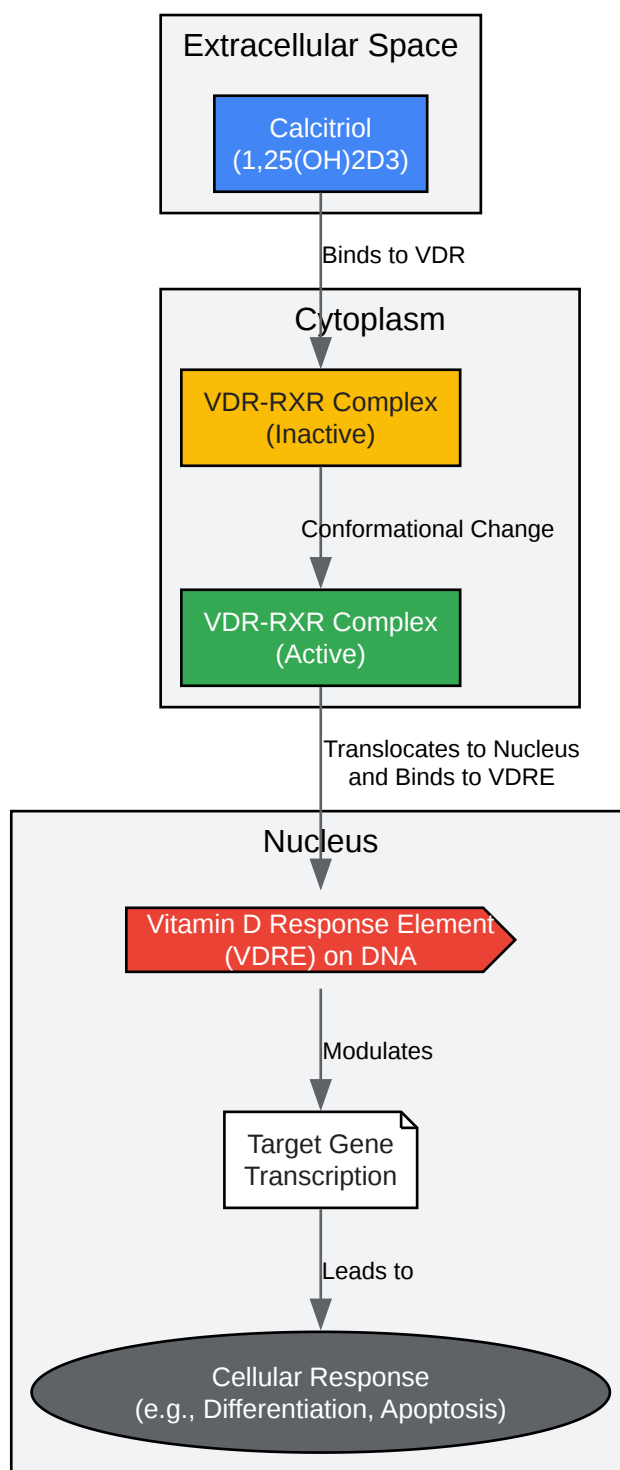 Extracellular Space
Calcitriol
(1,25(OH)2D3)
Binds to VDR
Cytoplasm
VDR-RXR Complex
(Inactive)
Conformational Change
VDR-RXR Complex
(Active)
Translocates to Nucleus
and Binds to VDRE
Nucleus
Vitamin D Response Element
(VDRE) on DNA
Modulates
Target Gene
Transcription
Leads to
Cellular Response
(e.g., Differentiation, Apoptosis)